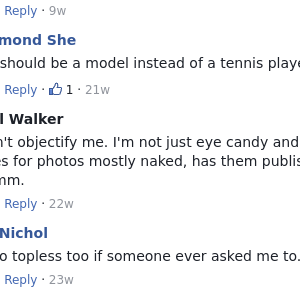 Reply · 9w
mond She
should be a model instead of a tennis playe
Reply · 1 · 21w
l Walker
n't objectify me. I'm not just eye candy and
es for photos mostly naked, has them publis
mm.
Reply · 22w
Nichol
o topless too if someone ever asked me to.
Reply · 23w